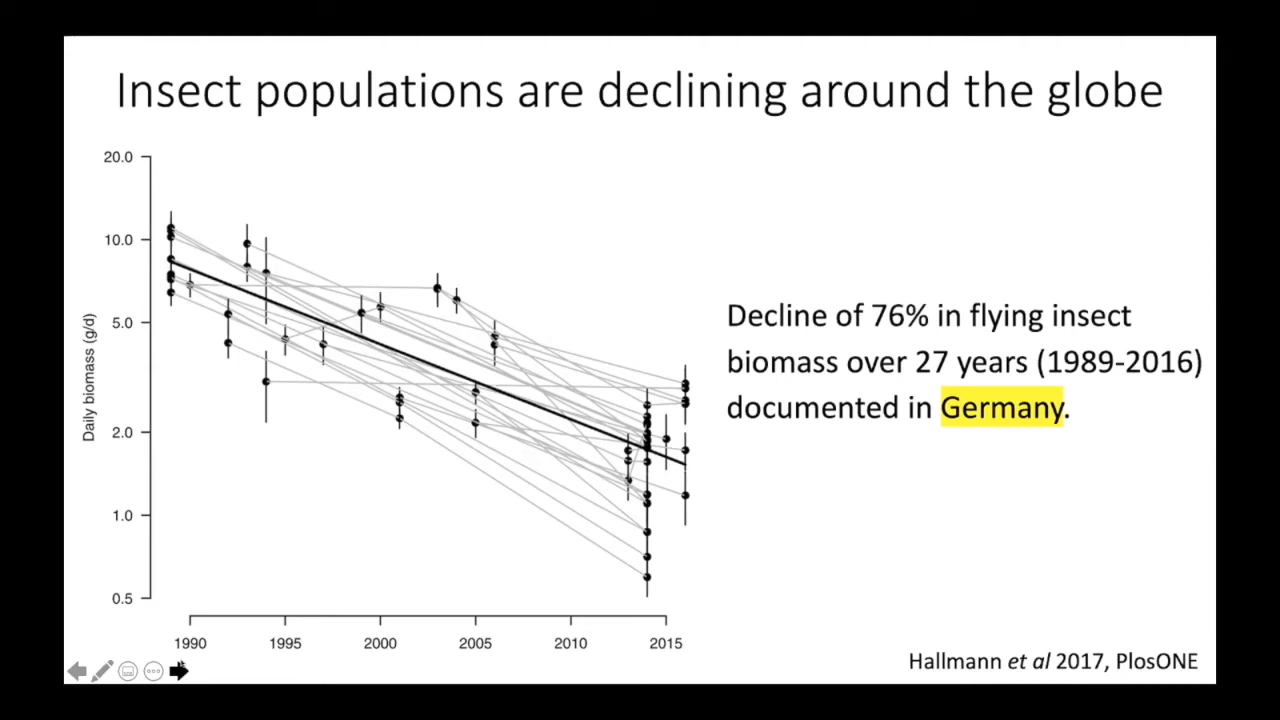 Insect populations are declining around the globe
20.0
10.0
5.0
2.0
1.0
0.5
Daily biomass (g/d)
1990 1995 2000 2005 2010 2015
Decline of 76% in flying insect
biomass over 27 years (1989-2016)
documented in Germany.
Hallmann et al 2017, PlosONE